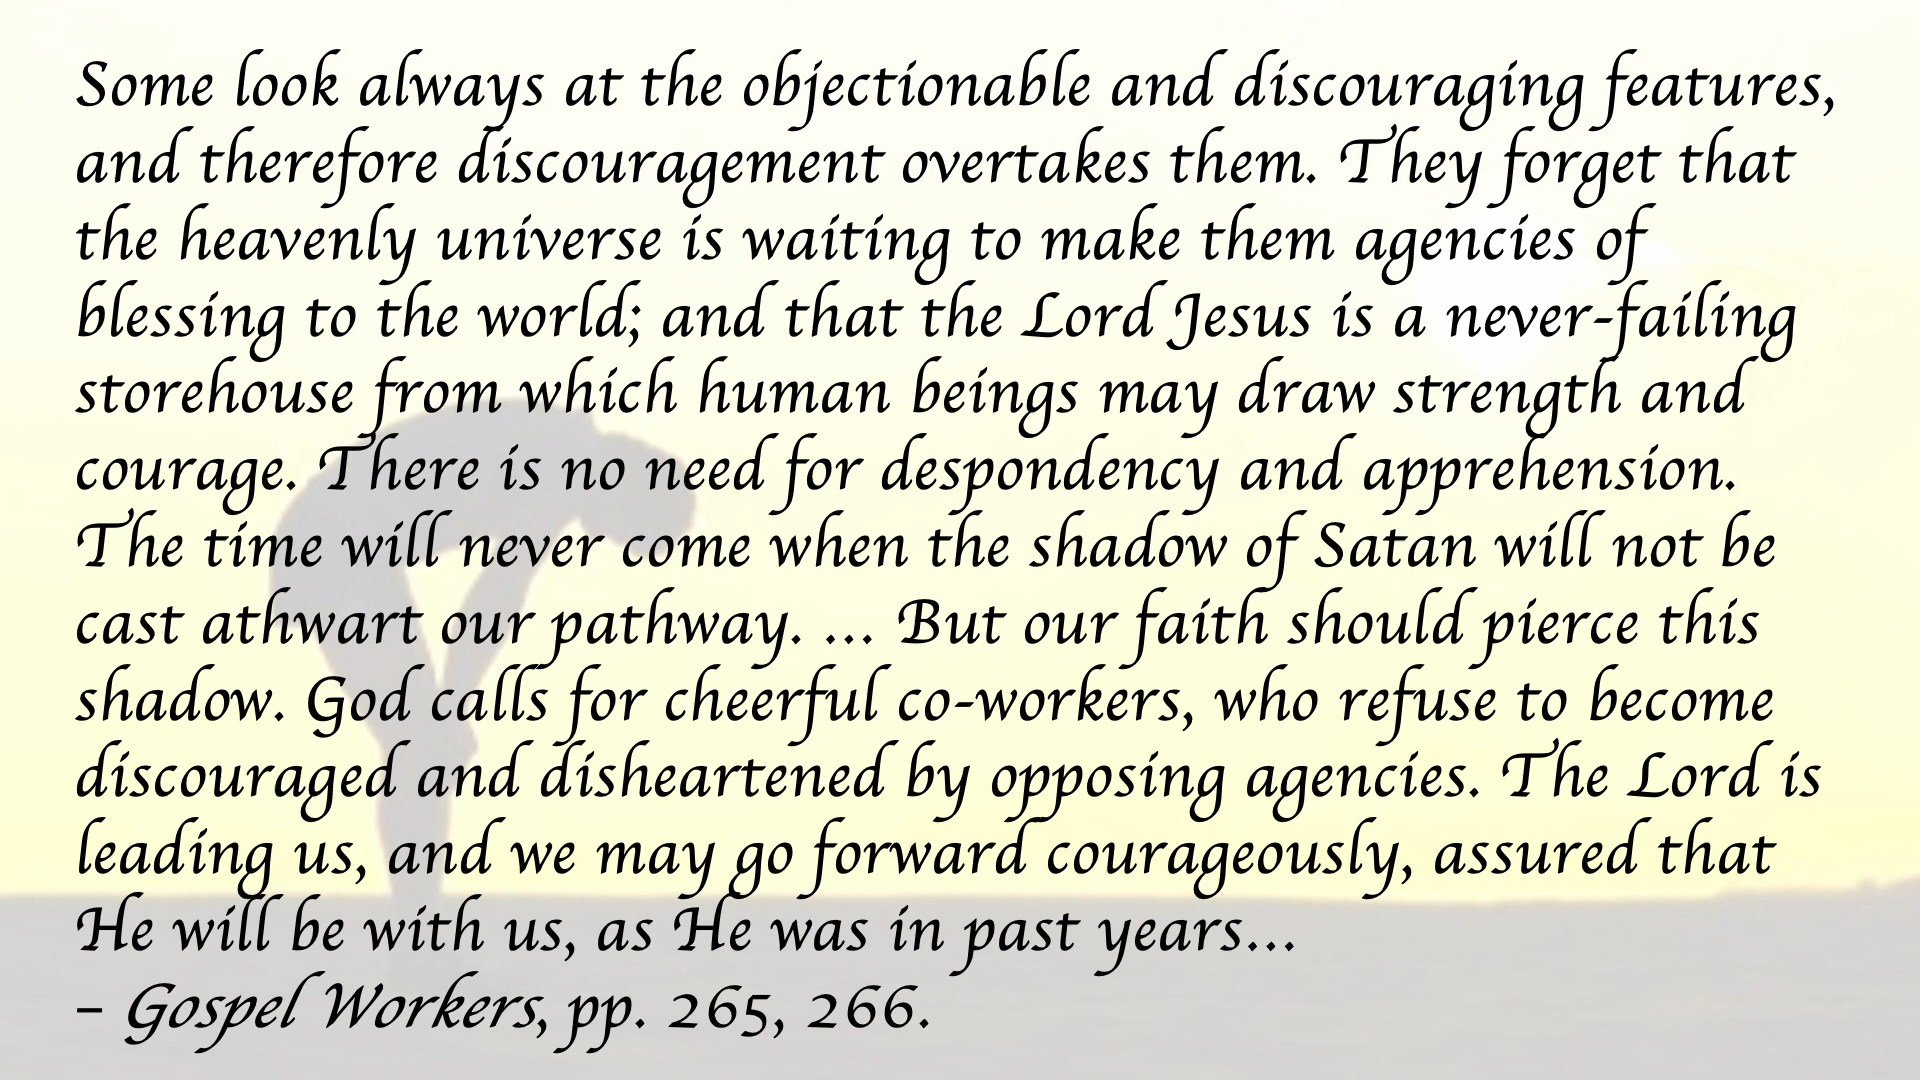 Some look always at the objectionable and discouraging features,
and therefore discouragement overtakes them. They forget that
the heavenly universe is waiting to make them agencies of
blessing to the world; and that the Lord Jesus is a never-failing
storehouse from which human beings may draw strength and
courage. There is no need for despondency and apprehension.
The time will never come when the shadow of Satan will not be
cast athwart our pathway. … But our faith should pierce this
shadow. God calls for cheerful co-workers, who refuse to become
discouraged and disheartened by opposing agencies. The Lord is
leading us, and we may go forward courageously, assured that
He will be with us, as He was in past years…
– Gospel Workers, pp. 265, 266.